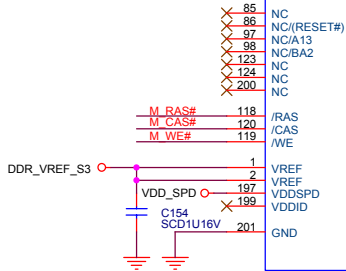 85 NC
86 NC/(RESET#)
97 NC/A13
98 NC/BA2
123 NC
124 NC
200 NC
M_RAS# 118 /RAS
M_CAS# 120 /CAS
M_WE# 119 /WE
DDR_VREF_S3 1 VREF
2 VREF
VDD_SPD 197 VDDSPD
199 VDDID
C154
SCD1U16V
201 GND